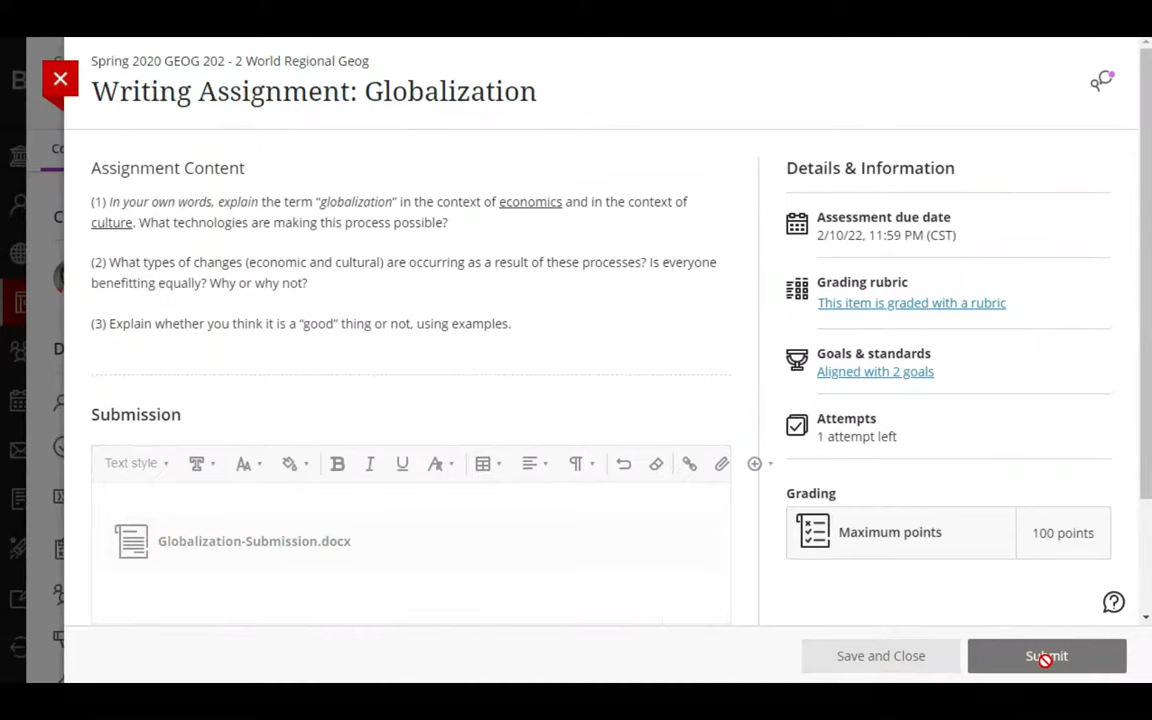 Spring 2020 GEOG 202 - 2 World Regional Geog
Writing Assignment: Globalization
Assignment Content
(1) In your own words, explain the term “globalization” in the context of economics and in the context of
culture. What technologies are making this process possible?
(2) What types of changes (economic and cultural) are occurring as a result of these processes? Is everyone
benefitting equally? Why or why not?
(3) Explain whether you think it is a “good” thing or not, using examples.
Submission
Text style
Globalization-Submission.docx
Details & Information
Assessment due date
2/10/22, 11:59 PM (CST)
Grading rubric
This item is graded with a rubric
Goals & standards
Aligned with 2 goals
Attempts
1 attempt left
Grading
Maximum points
100 points
Save and Close
Submit